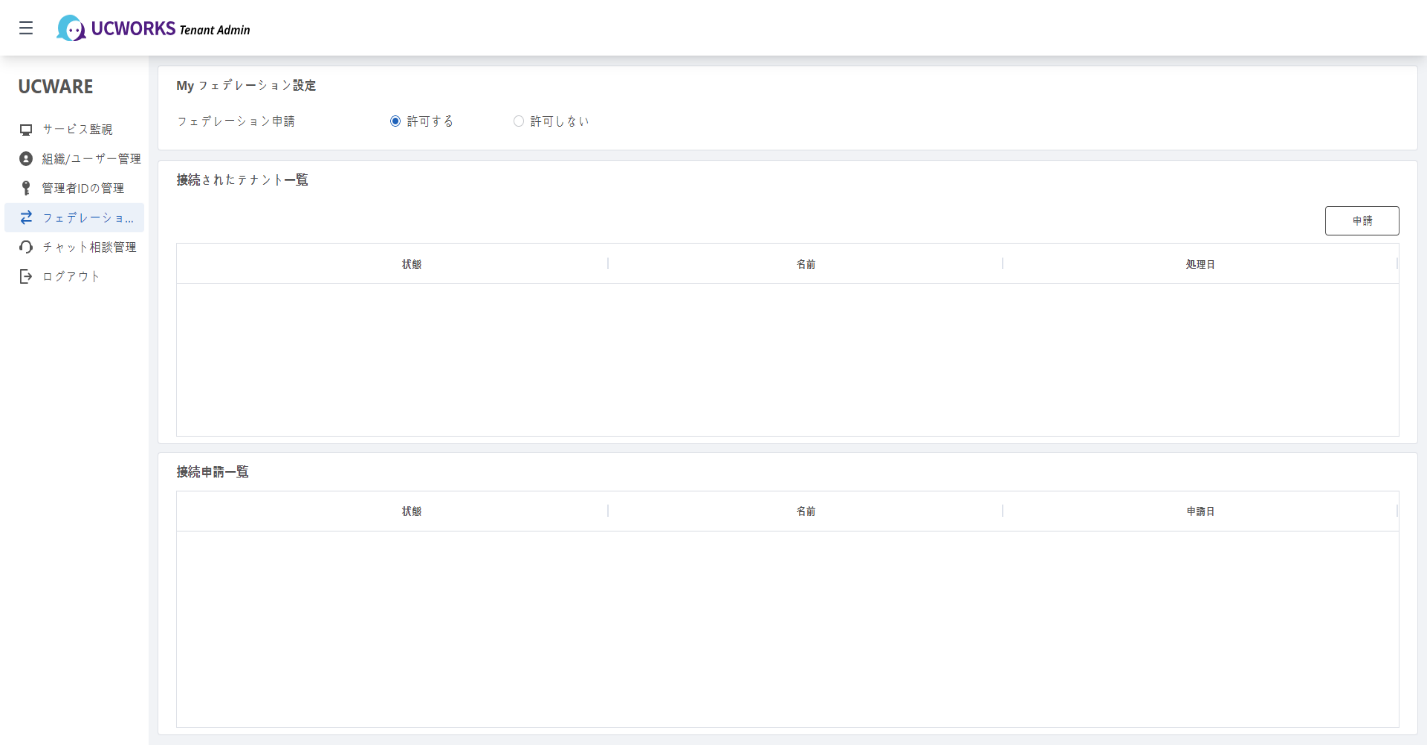 UCWORKS Tenant Admin
UCWARE
サービス監視
組織/ユーザー管理
管理者IDの管理
フェデレーショ...
チャット相談管理
ログアウト
My フェデレーション設定
フェデレーション申請 許可する 許可しない
接続されたテナント一覧
申請
状態 名前 処理日
接続申請一覧
状態 名前 申請日